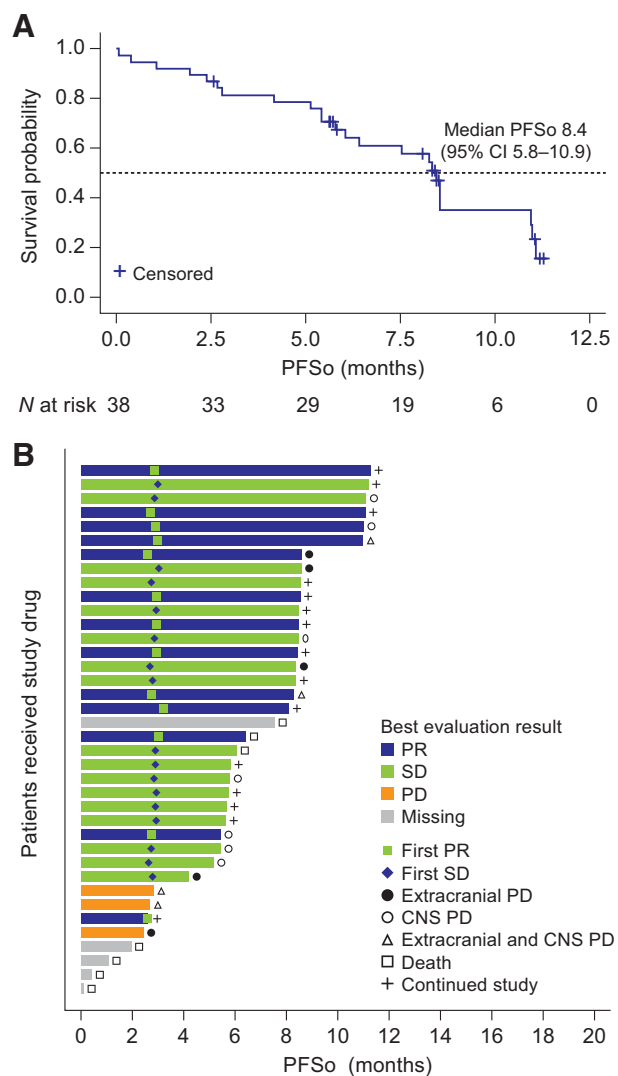 A
1.0
0.8
0.6
0.4
0.2
0.0
Survival probability
Median PFSo 8.4
(95% CI 5.8–10.9)
Censored
0.0 2.5 5.0 7.5 10.0 12.5
PFSo (months)
N at risk 38 33 29 19 6 0
B
Patients received study drug
Best evaluation result
PR
SD
PD
Missing
First PR
First SD
Extracranial PD
CNS PD
Extracranial and CNS PD
Death
Continued study
0 2 4 6 8 10 12 14 16 18 20
PFSo (months)